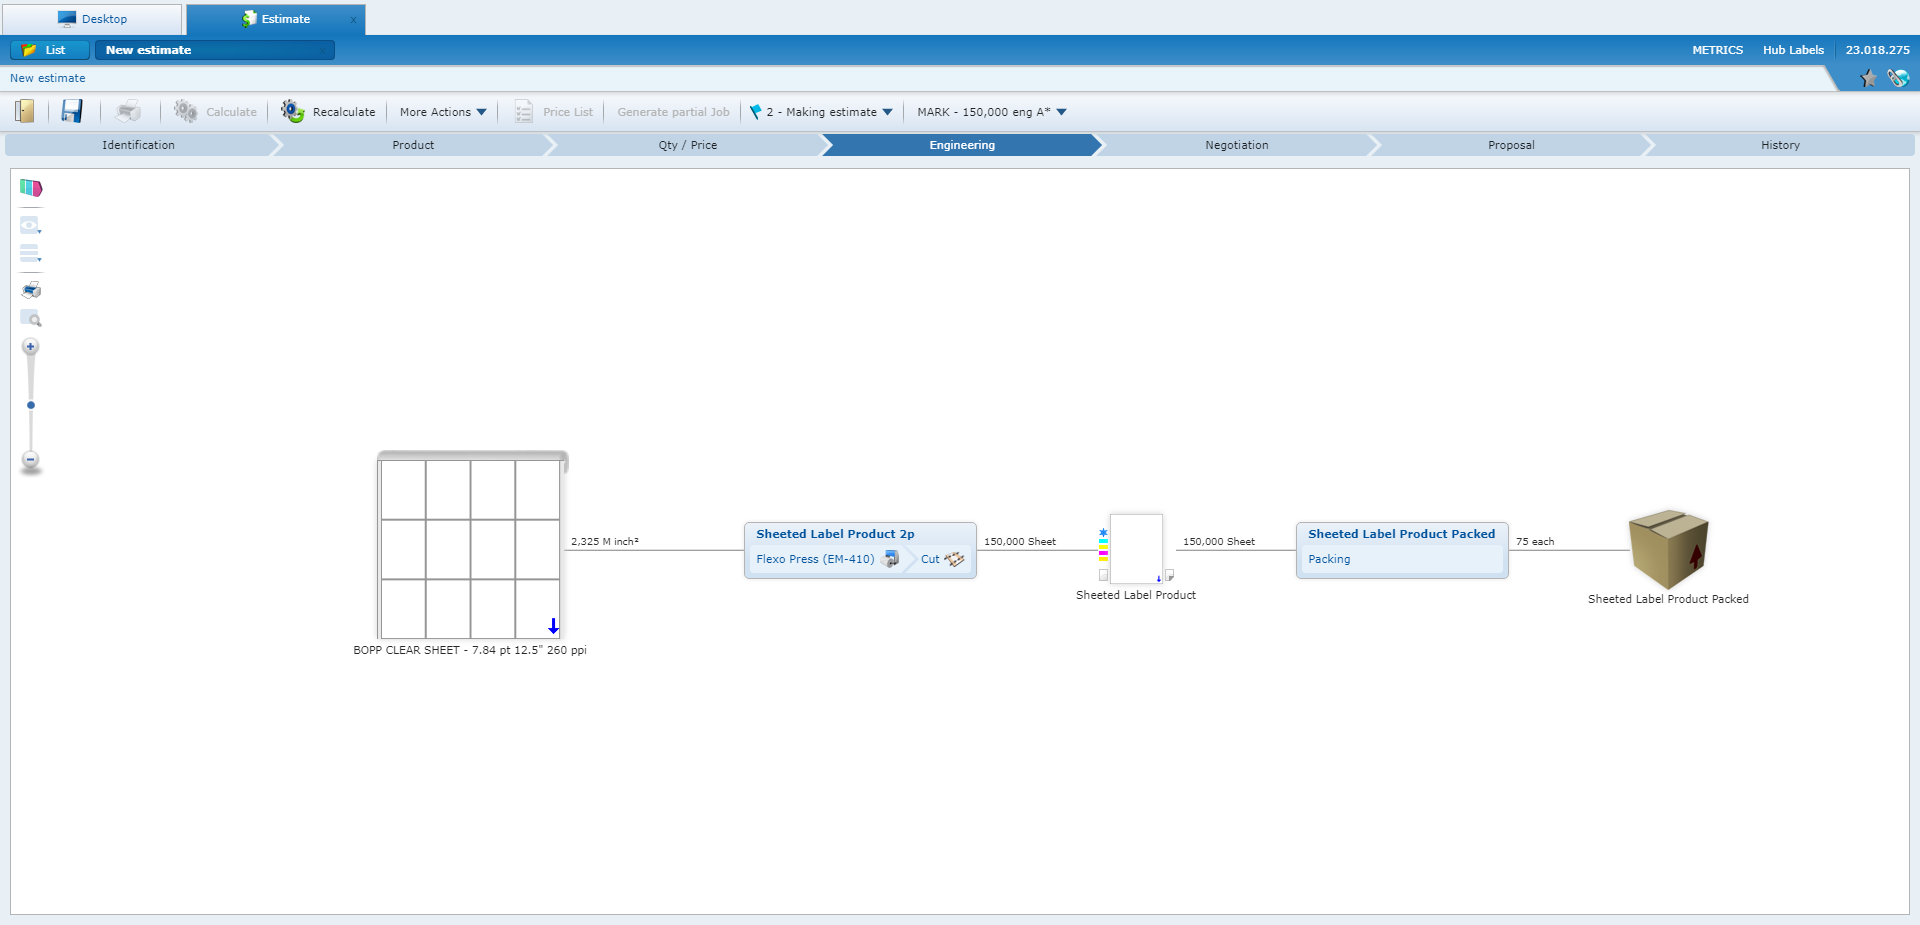 Desktop
Estimate x
List
New estimate x
METRICS Hub Labels 23.018.275
New estimate
Calculate Recalculate More Actions Price List Generate partial Job 2 - Making estimate MARK - 150,000 eng A*
Identification Product Qty / Price Engineering Negotiation Proposal History
2,325 M inch²
BOPP CLEAR SHEET - 7.84 pt 12.5" 260 ppi
Sheeted Label Product 2p
Flexo Press (EM-410) Cut
150,000 Sheet
Sheeted Label Product
150,000 Sheet
Sheeted Label Product Packed
Packing
75 each
Sheeted Label Product Packed